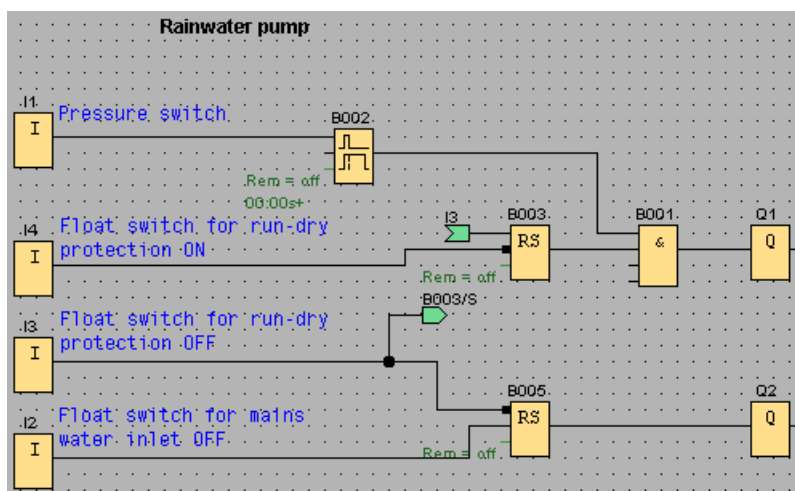 Rainwater pump
I1
Pressure switch
I
B002
Rem = off
00:00s+
I4
Float switch for run-dry
protection ON
I
I3
B003
RS
Rem = off
B001
&
Q1
Q
B003/S
I3
Float switch for run-dry
protection OFF
I
I2
Float switch for mains
water inlet OFF
I
B005
RS
Rem = off
Q2
Q